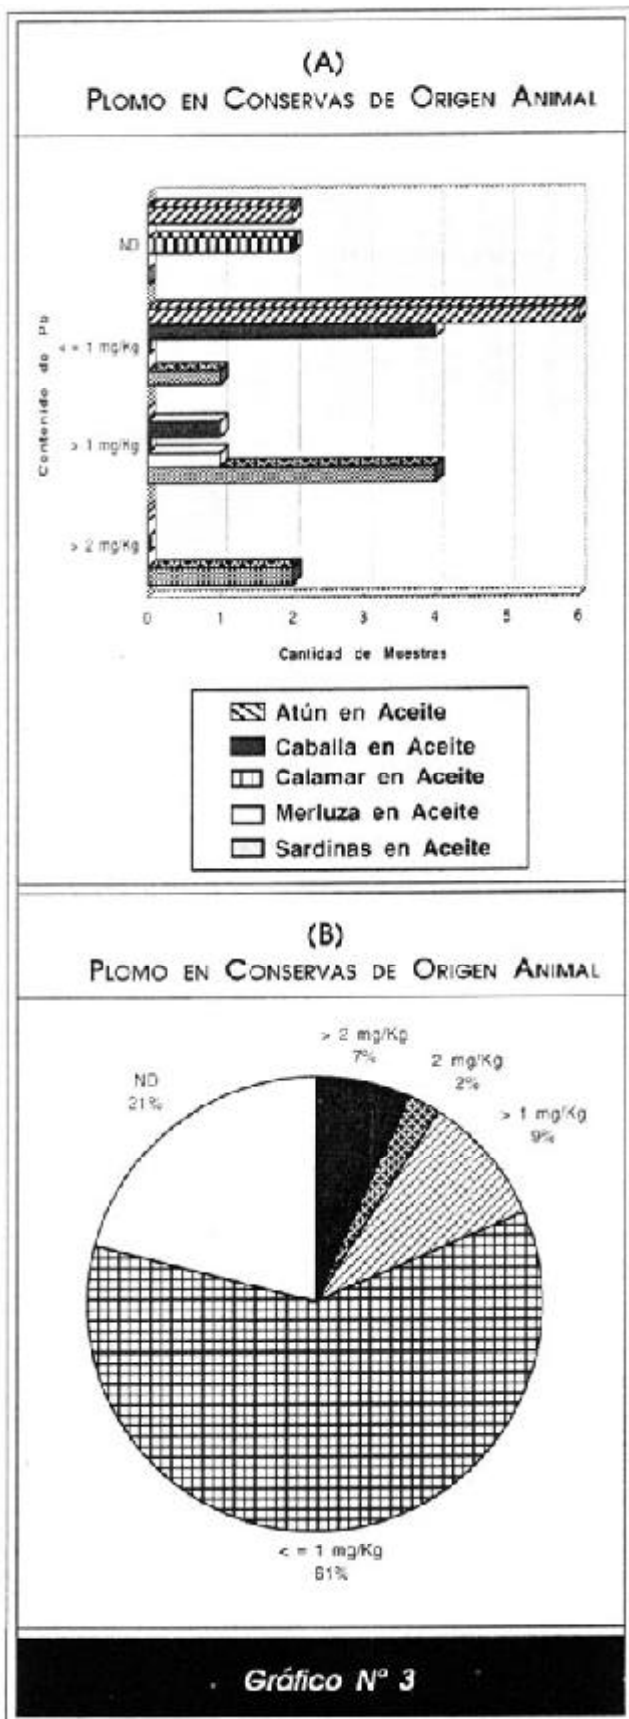 (A)
PLOMO EN CONSERVAS DE ORIGEN ANIMAL
Contenido de Pb
ND
< = 1 mg/Kg
> 1 mg/Kg
> 2 mg/Kg
0 1 2 3 4 5 6
Cantidad de Muestras
Atún en Aceite
Caballa en Aceite
Calamar en Aceite
Merluza en Aceite
Sardinas en Aceite
(B)
PLOMO EN CONSERVAS DE ORIGEN ANIMAL
> 2 mg/Kg
7%
2 mg/Kg
2%
> 1 mg/Kg
9%
ND
21%
< = 1 mg/Kg
61%
Gráfico N° 3